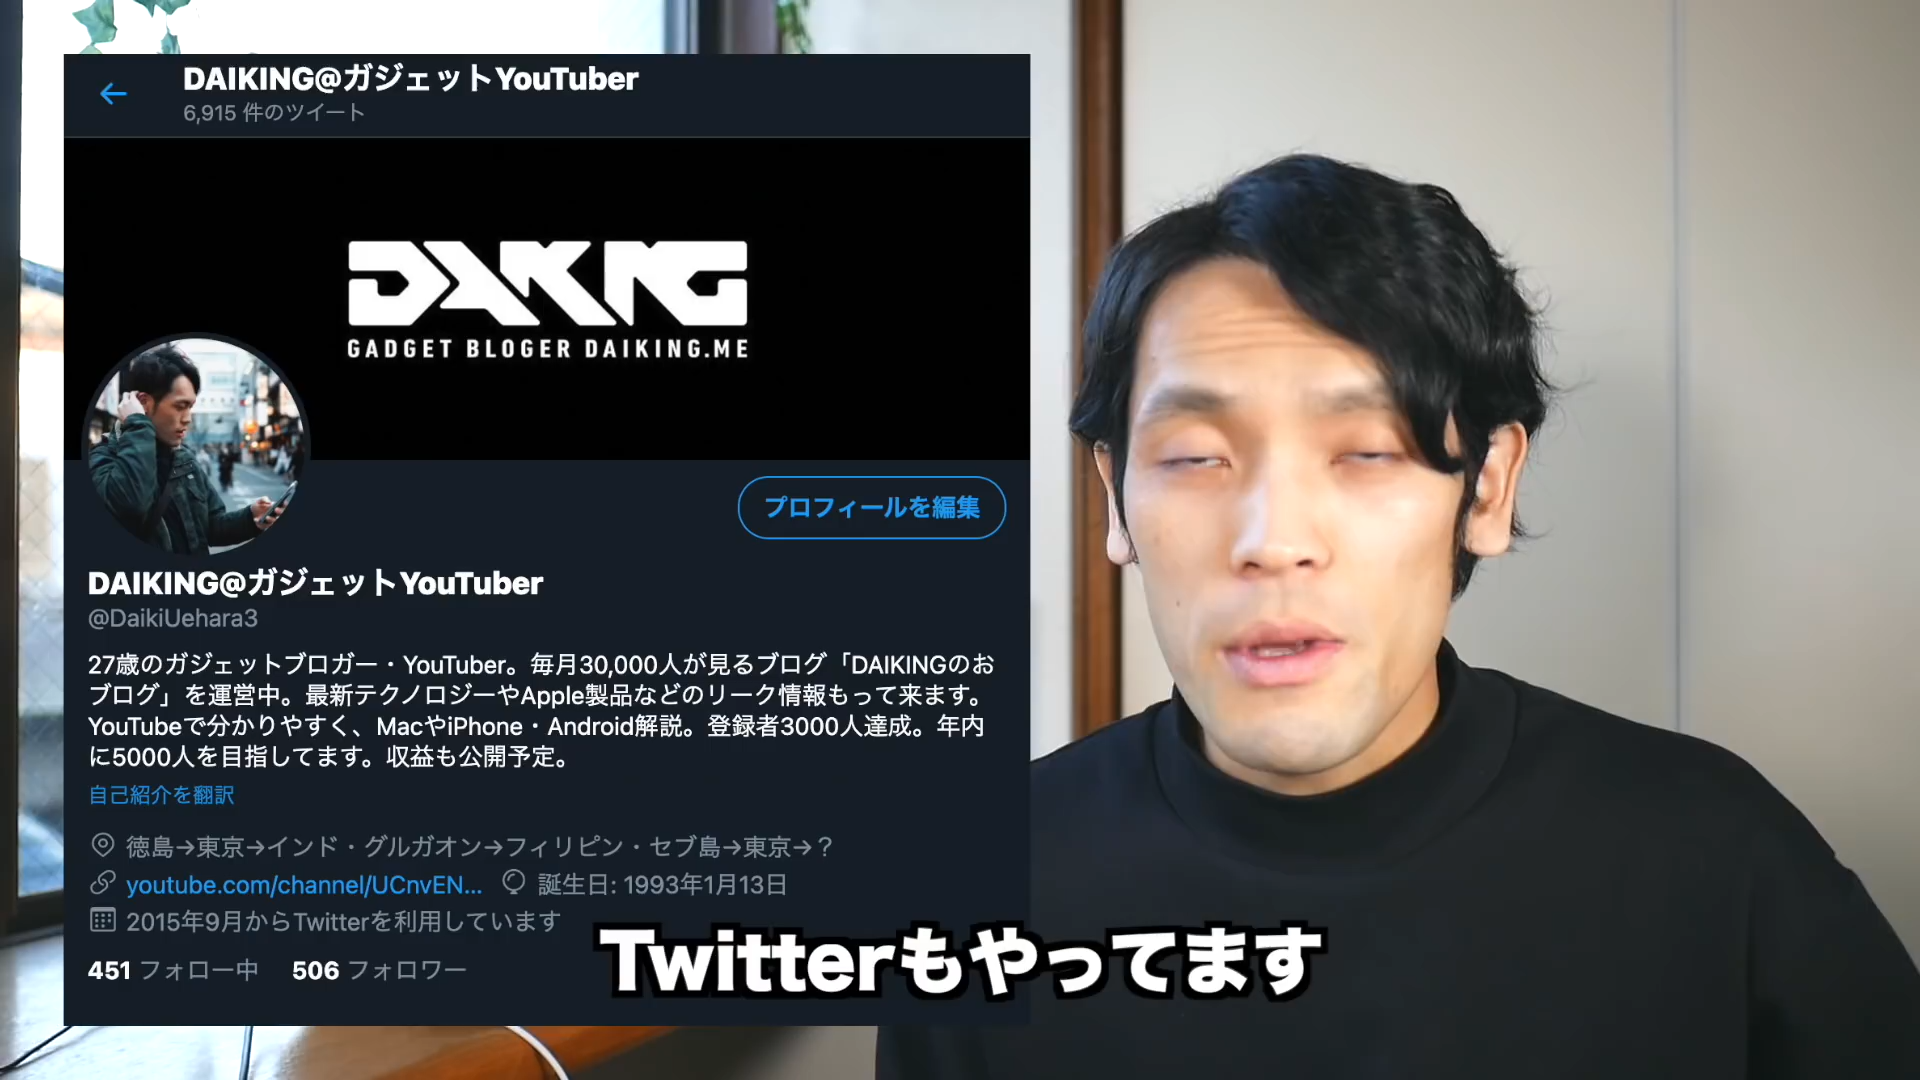 DAIKING@ガジェットYouTuber
6,915 件のツイート
DAIKING
GADGET BLOGER DAIKING.ME
プロフィールを編集
DAIKING@ガジェットYouTuber
@DaikiUehara3
27歳のガジェットブロガー・YouTuber。毎月30,000人が見るブログ「DAIKINGのお
ブログ」を運営中。最新テクノロジーやApple製品などのリーク情報もって来ます。
YouTubeで分かりやすく、MacやiPhone・Android解説。登録者3000人達成。年内
に5000人を目指してます。収益も公開予定。
自己紹介を翻訳
徳島→東京→インド・グルガオン→フィリピン・セブ島→東京→？
youtube.com/channel/UCnvEN... 誕生日: 1993年1月13日
2015年9月からTwitterを利用しています
451 フォロー中 506 フォロワー
Twitterもやってます